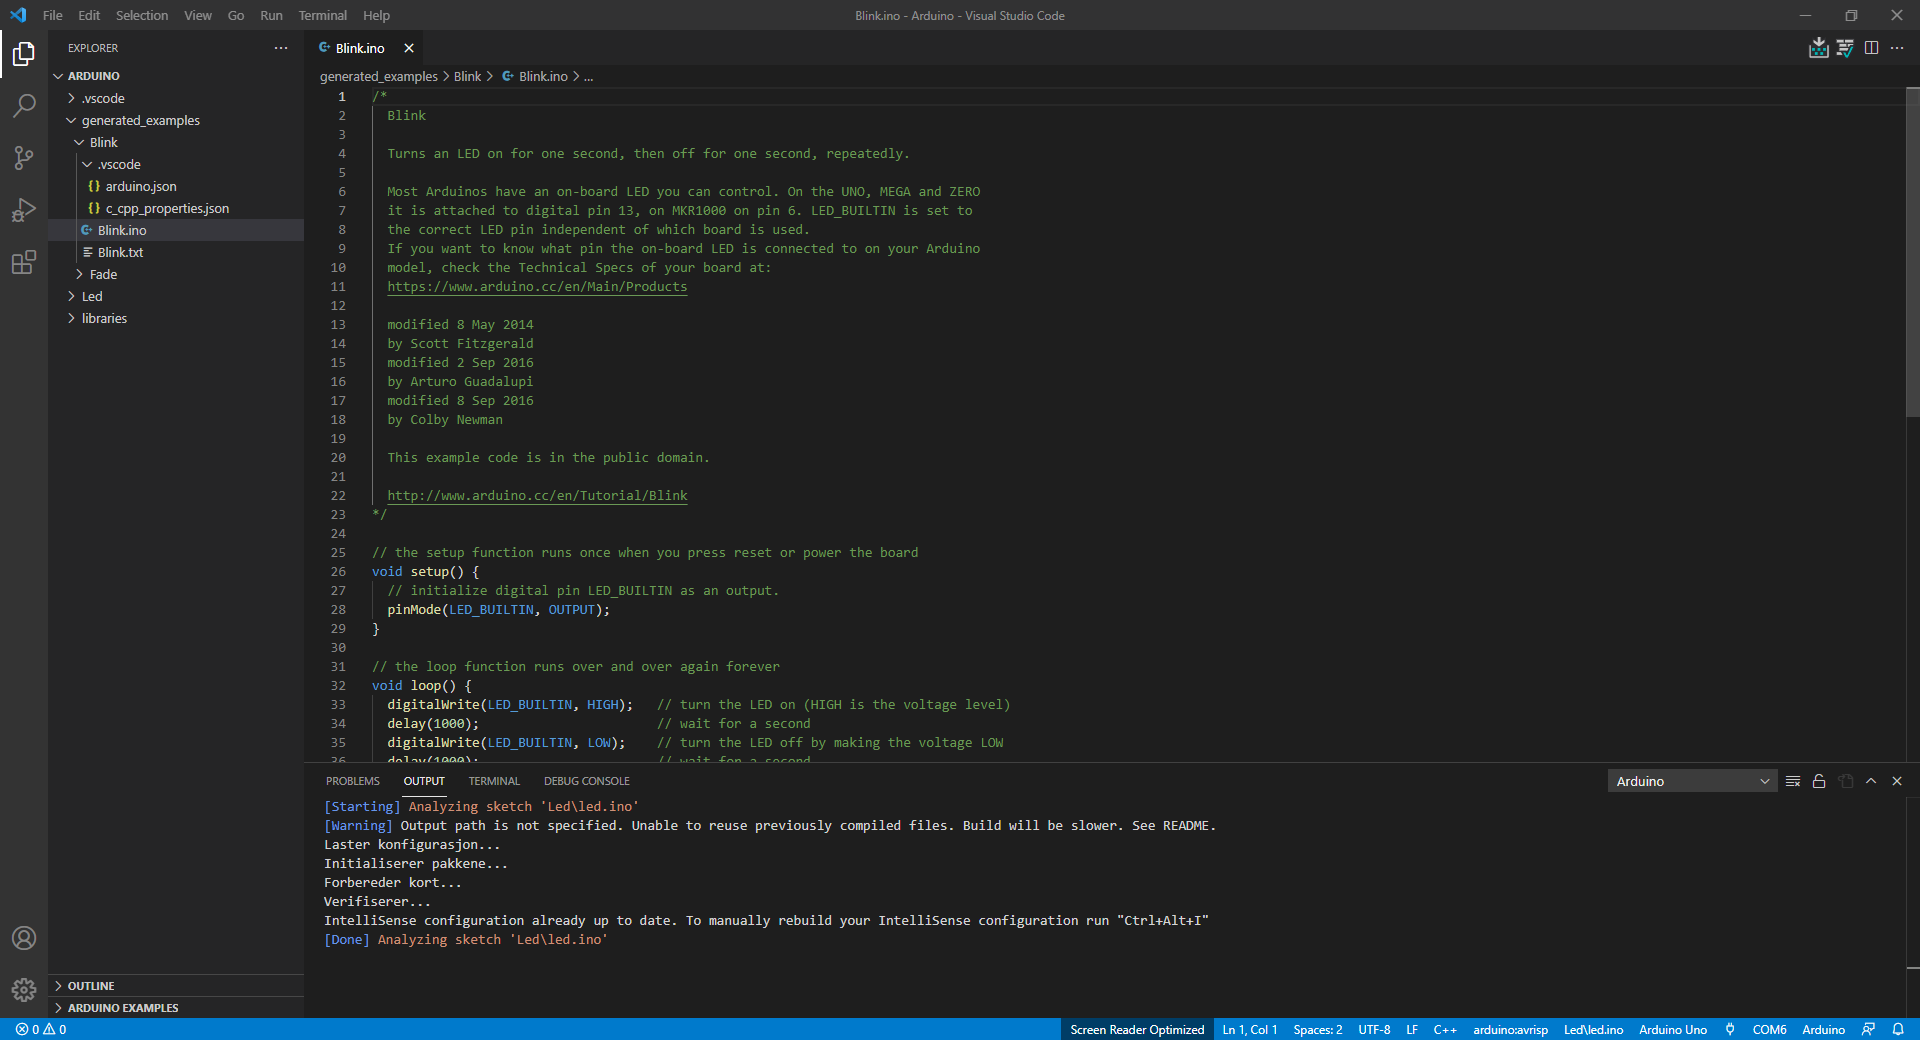 File Edit Selection View Go Run Terminal Help
Blink.ino - Arduino - Visual Studio Code
EXPLORER
ARDUINO
.vscode
generated_examples
Blink
.vscode
{} arduino.json
{} c_cpp_properties.json
Blink.ino
Blink.txt
Fade
Led
libraries
OUTLINE
ARDUINO EXAMPLES
Blink.ino
generated_examples > Blink > Blink.ino > ...
1 /*
2 Blink
3
4 Turns an LED on for one second, then off for one second, repeatedly.
5
6 Most Arduinos have an on-board LED you can control. On the UNO, MEGA and ZERO
7 it is attached to digital pin 13, on MKR1000 on pin 6. LED_BUILTIN is set to
8 the correct LED pin independent of which board is used.
9 If you want to know what pin the on-board LED is connected to on your Arduino
10 model, check the Technical Specs of your board at:
11 https://www.arduino.cc/en/Main/Products
12
13 modified 8 May 2014
14 by Scott Fitzgerald
15 modified 2 Sep 2016
16 by Arturo Guadalupi
17 modified 8 Sep 2016
18 by Colby Newman
19
20 This example code is in the public domain.
21
22 http://www.arduino.cc/en/Tutorial/Blink
23 */
24
25 // the setup function runs once when you press reset or power the board
26 void setup() {
27 // initialize digital pin LED_BUILTIN as an output.
28 pinMode(LED_BUILTIN, OUTPUT);
29 }
30
31 // the loop function runs over and over again forever
32 void loop() {
33 digitalWrite(LED_BUILTIN, HIGH); // turn the LED on (HIGH is the voltage level)
34 delay(1000); // wait for a second
35 digitalWrite(LED_BUILTIN, LOW); // turn the LED off by making the voltage LOW
36 delay(1000); // wait for a second
PROBLEMS OUTPUT TERMINAL DEBUG CONSOLE
Arduino
[Starting] Analyzing sketch 'Led\led.ino'
[Warning] Output path is not specified. Unable to reuse previously compiled files. Build will be slower. See README.
Laster konfigurasjon...
Initialiserer pakkene...
Forbereder kort...
Verifiserer...
IntelliSense configuration already up to date. To manually rebuild your IntelliSense configuration run "Ctrl+Alt+I"
[Done] Analyzing sketch 'Led\led.ino'
0 0 Screen Reader Optimized Ln 1, Col 1 Spaces: 2 UTF-8 LF C++ arduino:avrisp Led\led.ino Arduino Uno COM6 Arduino